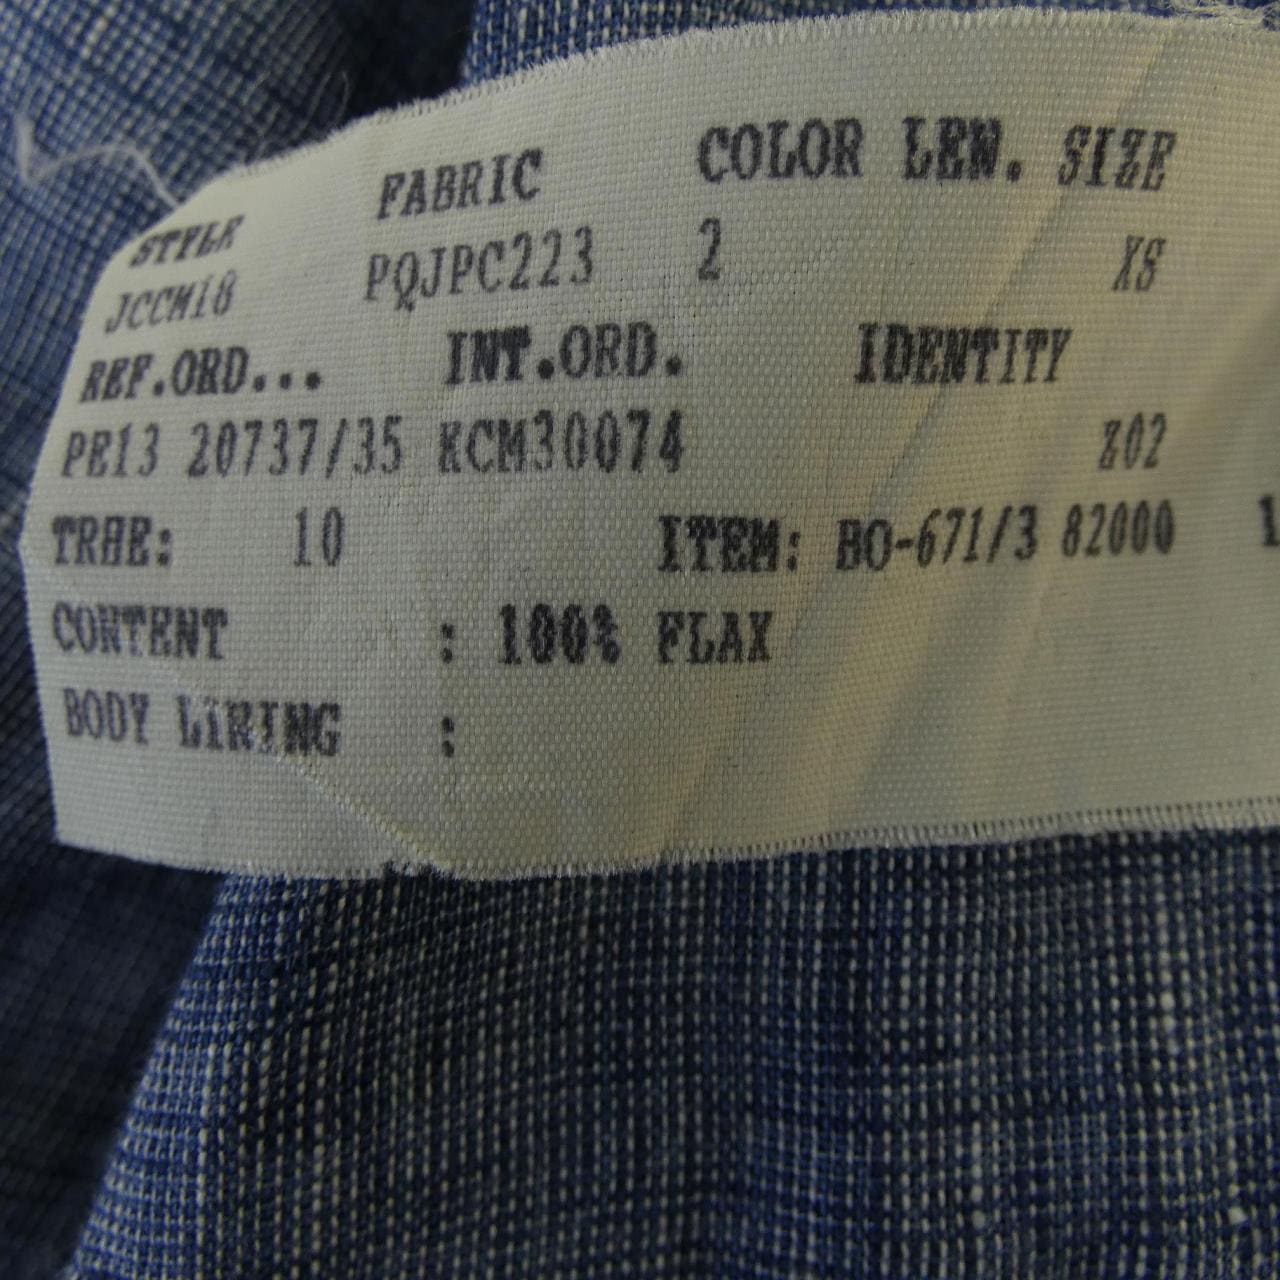 STYLE FABRIC COLOR LEN. SIZE
JCCM18 PQJPC223 2 XS
REF.ORD... INT.ORD. IDENTITY
PE13 20737/35 KCM30074 Z02
TRHE: 10 ITEM: BO-671/3 82000 1
CONTENT : 100% FLAX
BODY LINING :